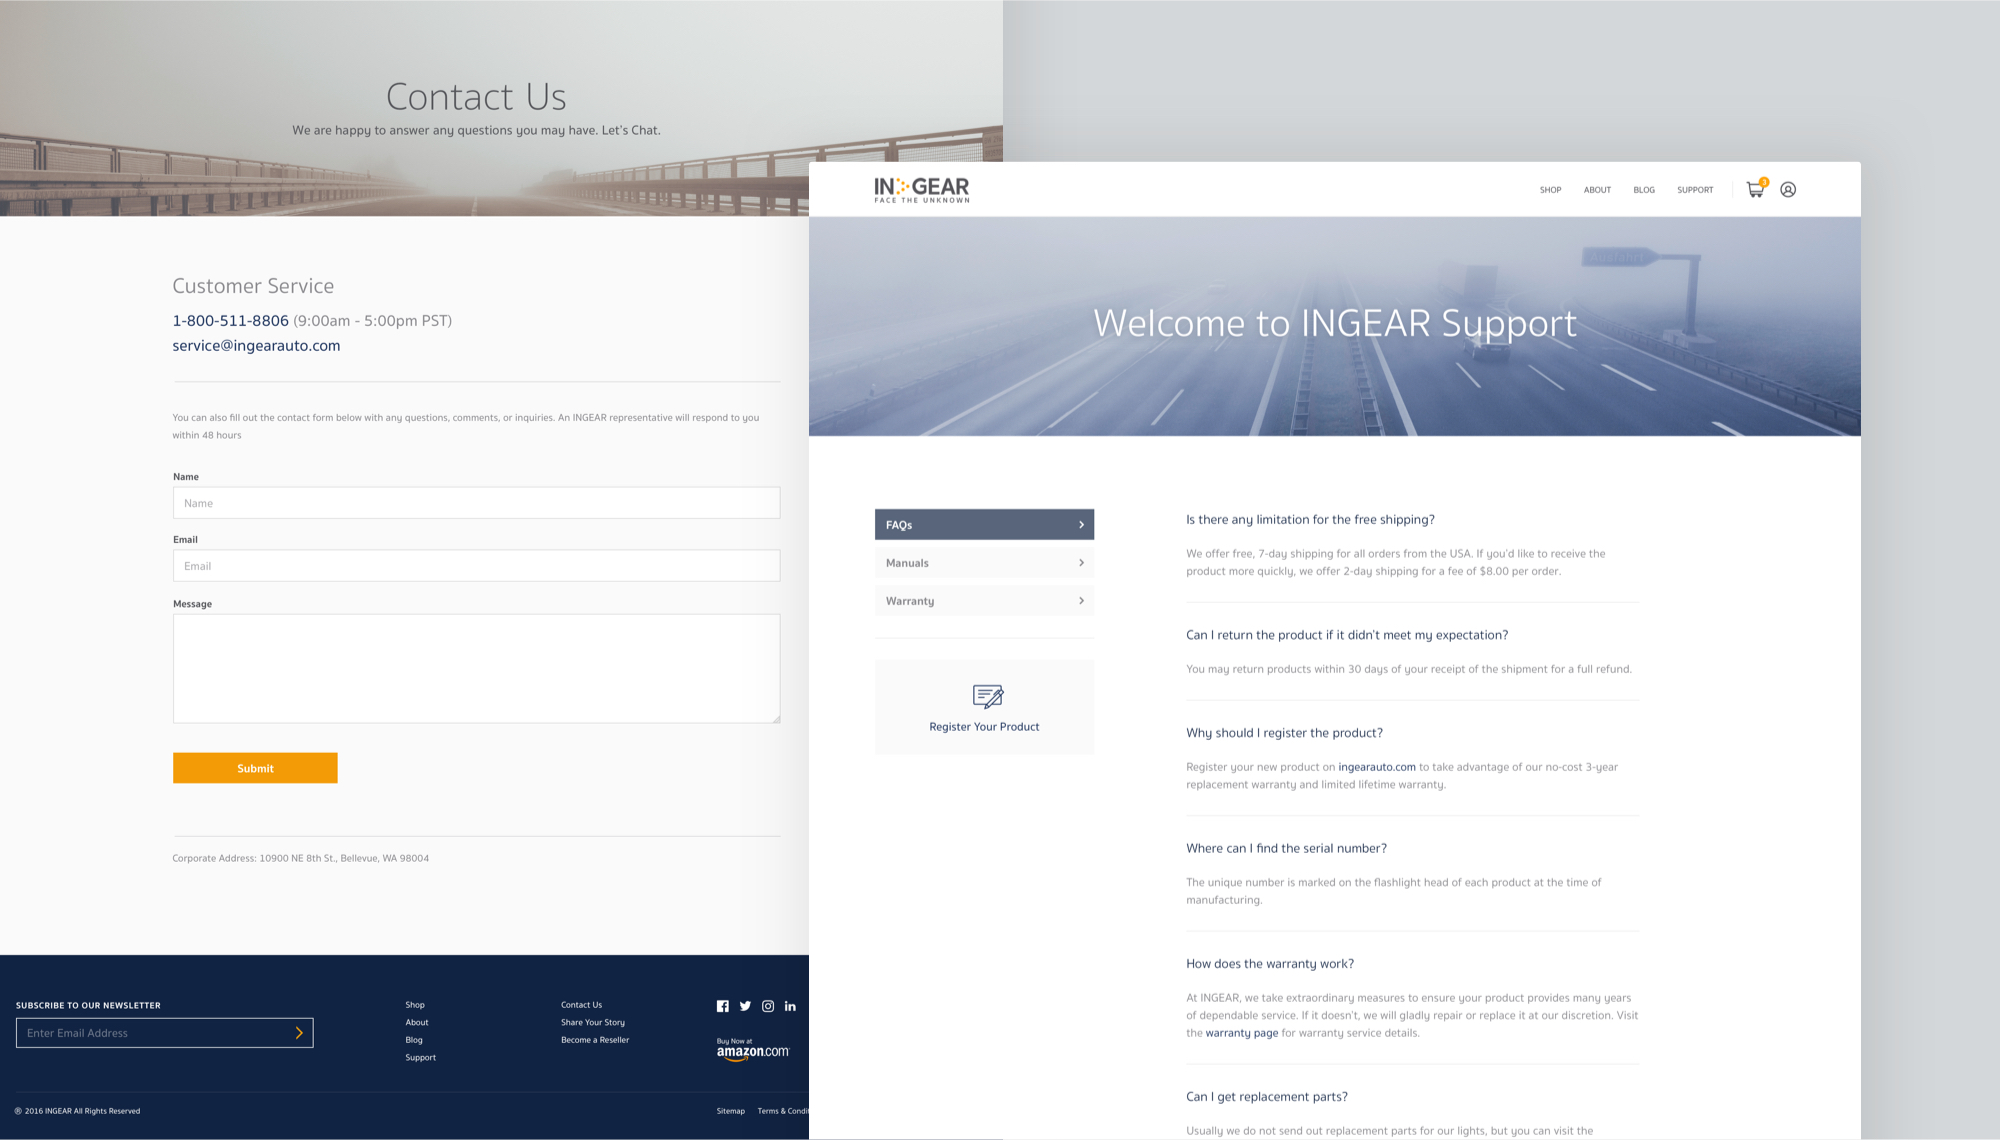 Contact Us
We are happy to answer any questions you may have. Let's Chat.
Customer Service
1-800-511-8806 (9:00am - 5:00pm PST)
service@ingearauto.com
You can also fill out the contact form below with any questions, comments, or inquiries. An INGEAR representative will respond to you
within 48 hours
Name
Name
Email
Email
Message
Submit
Corporate Address: 10900 NE 8th St., Bellevue, WA 98004
SUBSCRIBE TO OUR NEWSLETTER
Enter Email Address
Shop
About
Blog
Support
Contact Us
Share Your Story
Become a Reseller
Buy Now at
amazon.com
® 2016 INGEAR All Rights Reserved
Sitemap
Terms &
INGEAR
FACE THE UNKNOWN
SHOP
ABOUT
BLOG
SUPPORT
3
Ausfahrt
Welcome to INGEAR Support
FAQs
Manuals
Warranty
Register Your Product
Is there any limitation for the free shipping?
We offer free, 7-day shipping for all orders from the USA. If you'd like to receive the
product more quickly, we offer 2-day shipping for a fee of $8.00 per order.
Can I return the product if it didn't meet my expectation?
You may return products within 30 days of your receipt of the shipment for a full refund.
Why should I register the product?
Register your new product on ingearauto.com to take advantage of our no-cost 3-year
replacement warranty and limited lifetime warranty.
Where can I find the serial number?
The unique number is marked on the flashlight head of each product at the time of
manufacturing.
How does the warranty work?
At INGEAR, we take extraordinary measures to ensure your product provides many years
of dependable service. If it doesn't, we will gladly repair or replace it at our discretion. Visit
the warranty page for warranty service details.
Can I get replacement parts?
Usually we do not send out replacement parts for our lights, but you can visit the